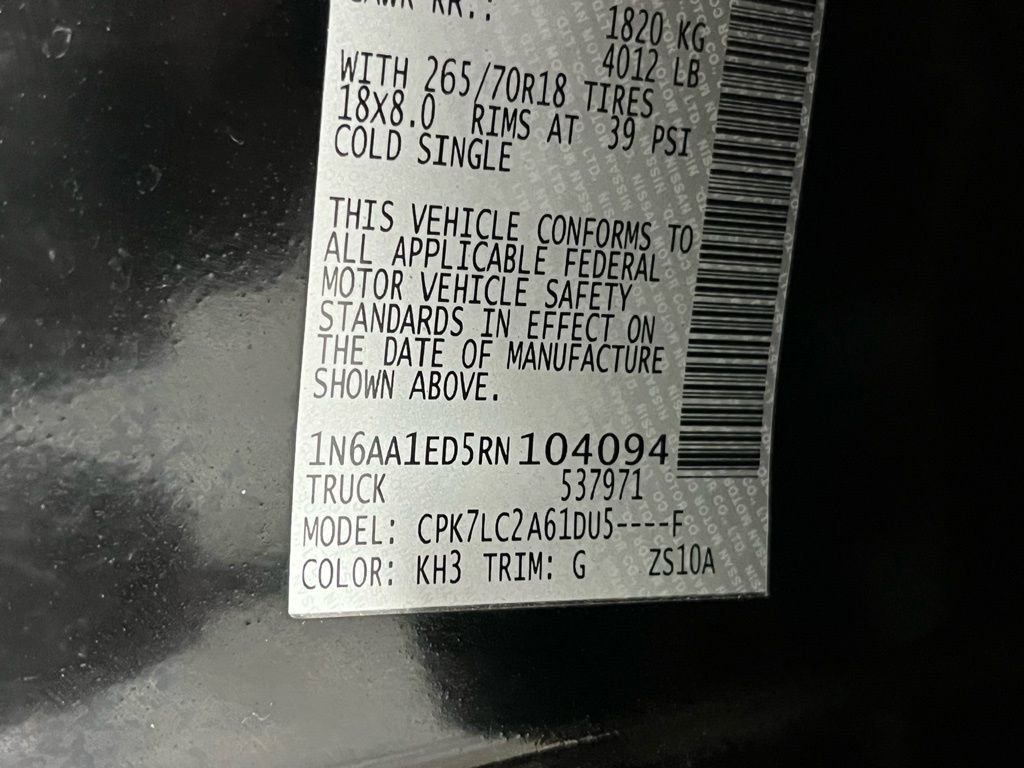 GAWR RR.:
1820 KG
4012 LB
WITH 265/70R18 TIRES
18X8.0 RIMS AT 39 PSI
COLD SINGLE
THIS VEHICLE CONFORMS TO
ALL APPLICABLE FEDERAL
MOTOR VEHICLE SAFETY
STANDARDS IN EFFECT ON
THE DATE OF MANUFACTURE
SHOWN ABOVE.
1N6AA1ED5RN104094
TRUCK 537971
MODEL: CPK7LC2A61DU5----F
COLOR: KH3 TRIM: G ZS10A